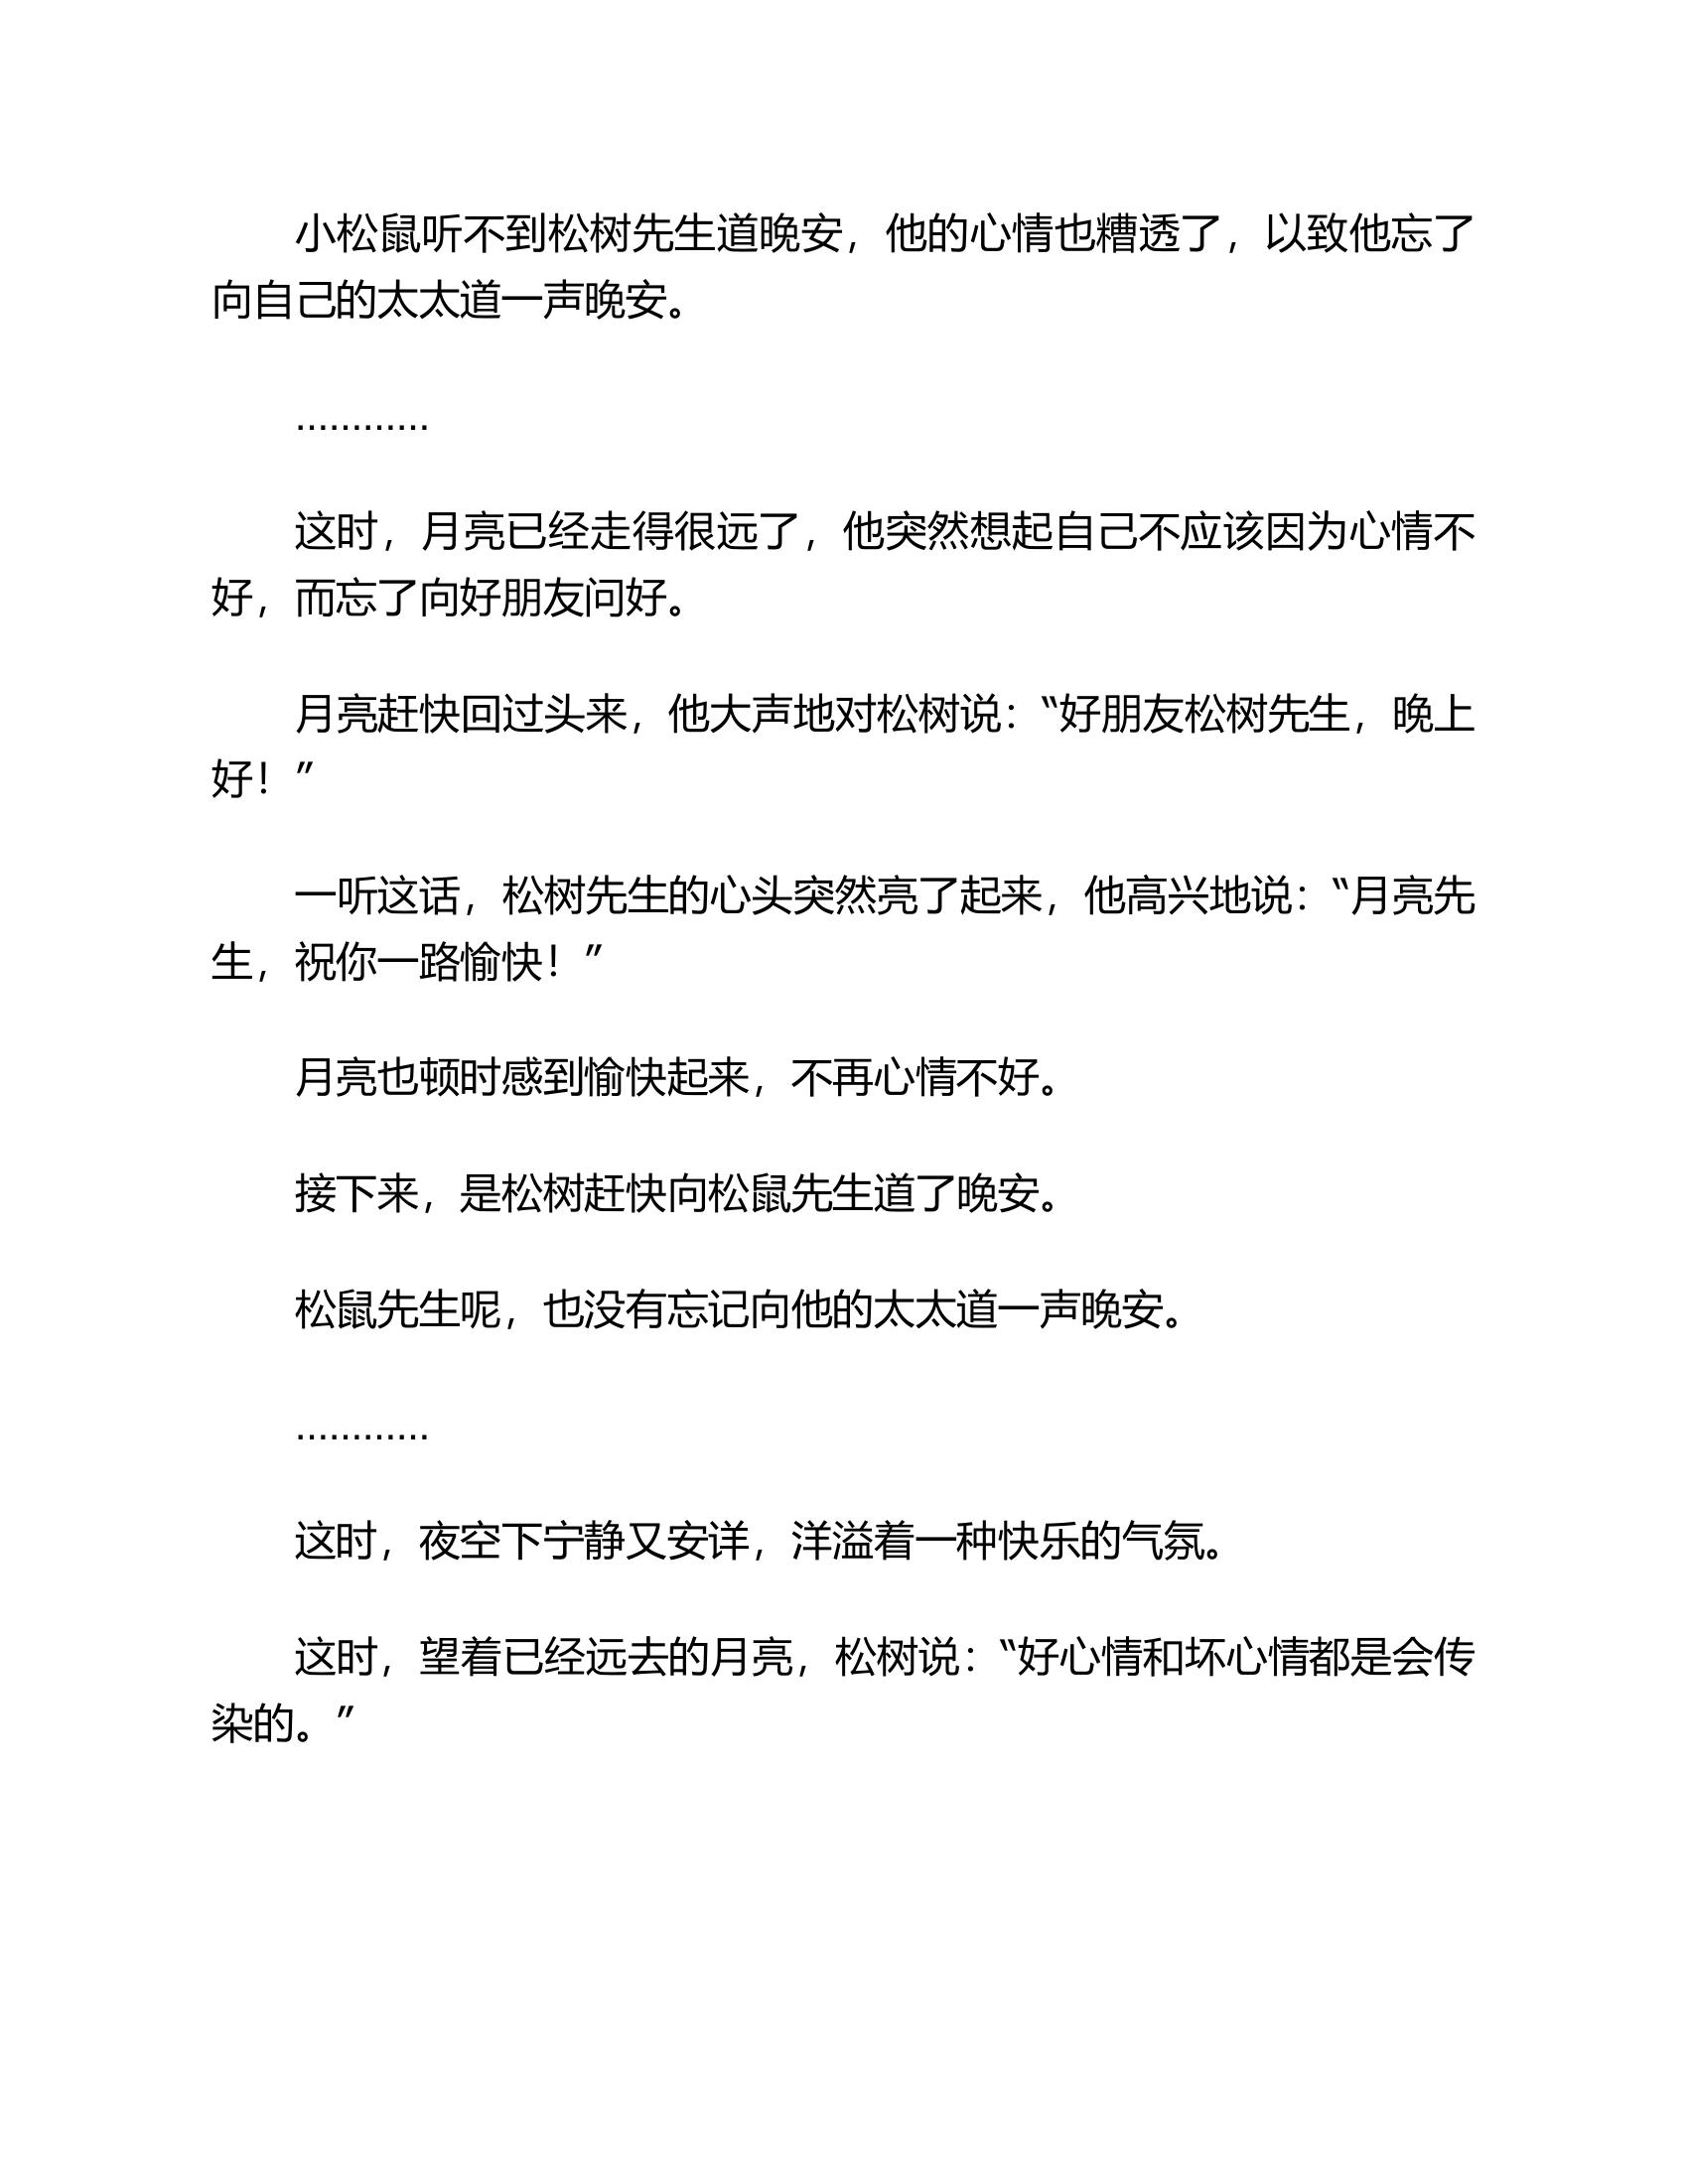 小松鼠听不到松树先生道晚安，他的心情也糟透了，以致他忘了
向自己的太太道一声晚安。
…………
这时，月亮已经走得很远了，他突然想起自己不应该因为心情不
好，而忘了向好朋友问好。
月亮赶快回过头来，他大声地对松树说：“好朋友松树先生，晚上
好！”
一听这话，松树先生的心头突然亮了起来，他高兴地说：“月亮先
生，祝你一路愉快！”
月亮也顿时感到愉快起来，不再心情不好。
接下来，是松树赶快向松鼠先生道了晚安。
松鼠先生呢，也没有忘记向他的太太道一声晚安。
…………
这时，夜空下宁静又安详，洋溢着一种快乐的气氛。
这时，望着已经远去的月亮，松树说：“好心情和坏心情都是会传
染的。”